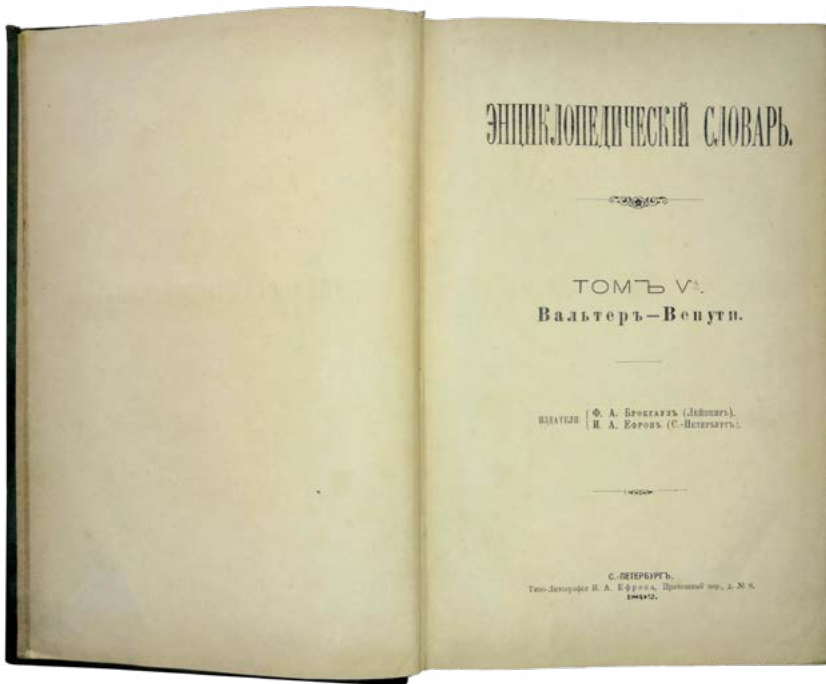 ЭНЦИКЛОПЕДИЧЕСКІЙ СЛОВАРЬ.
ТОМЪ Vᴬ.
Вальтеръ—Венути.
ИЗДАТЕЛИ
Ф. А. Брокгаузъ (Лейпцигъ).
И. А. Ефронъ (С.-Петербургъ).
С.-ПЕТЕРБУРГЪ.
Типо-Литографія И. А. Ефрона, Прачешный пер., д. № 6.
1892.